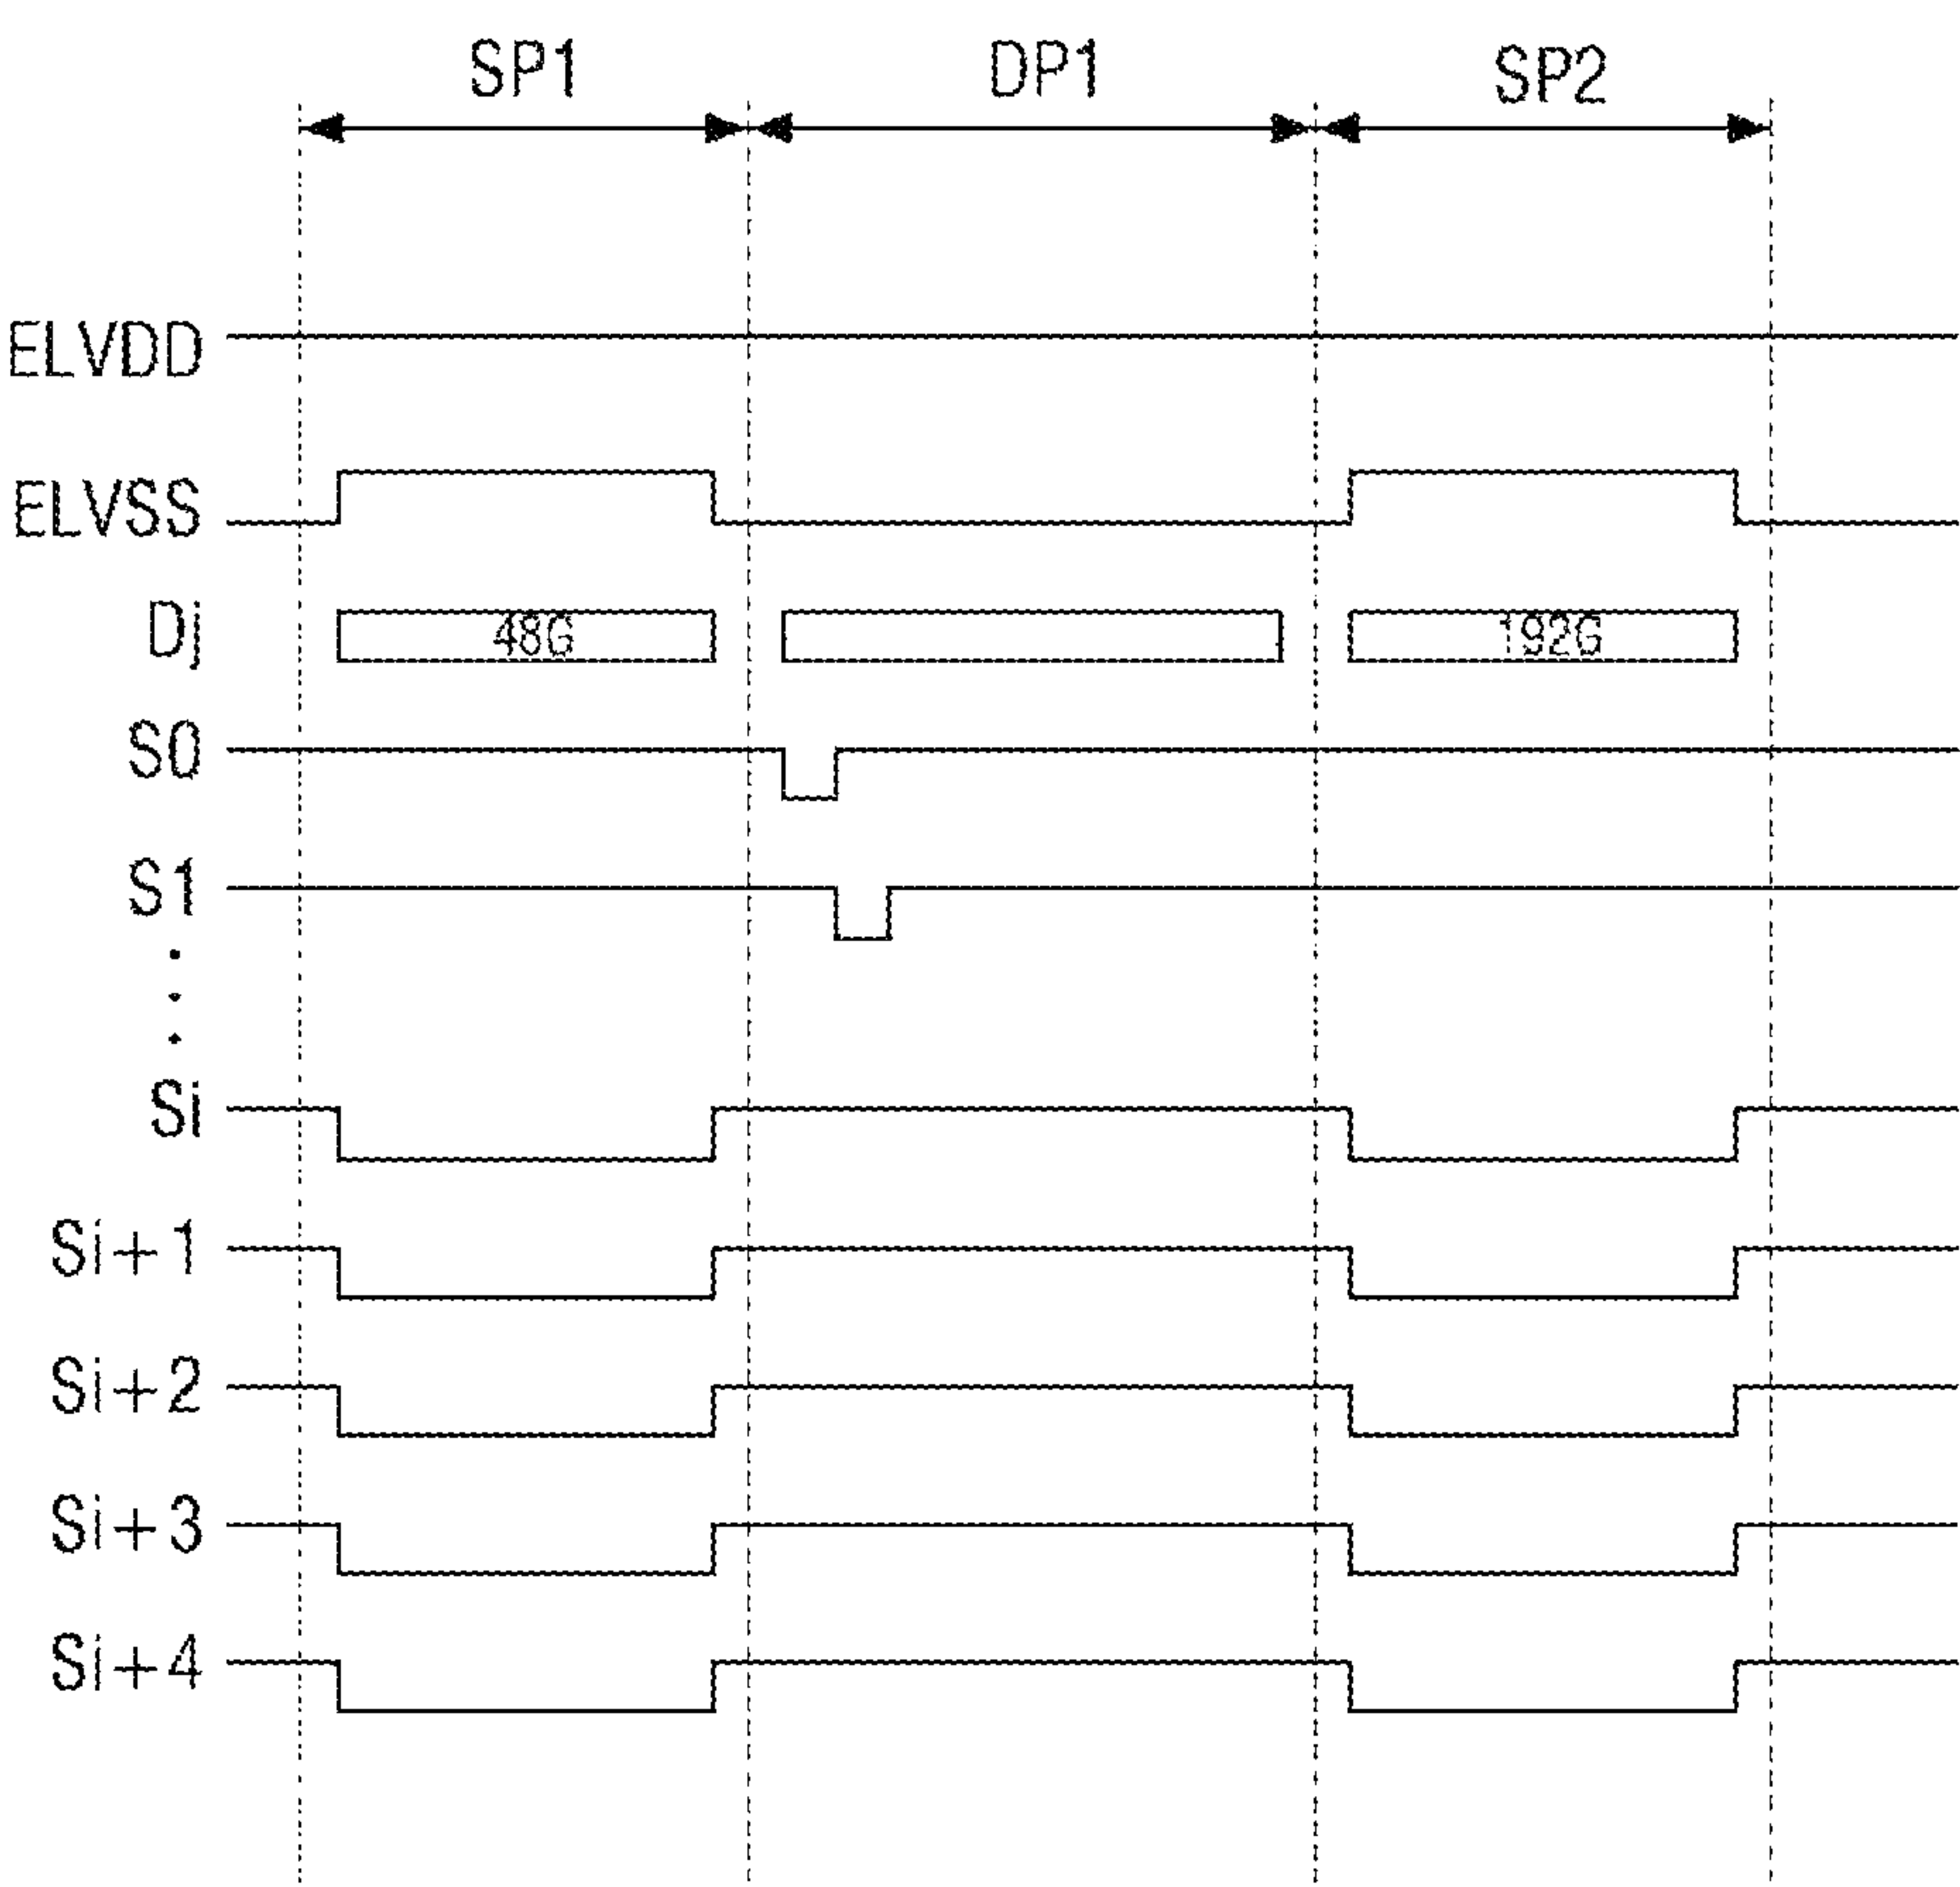 SP1 DP1 SP2
ELVDD
ELVSS
Dj 48G 192G
S0
S1
Si
Si+1
Si+2
Si+3
Si+4